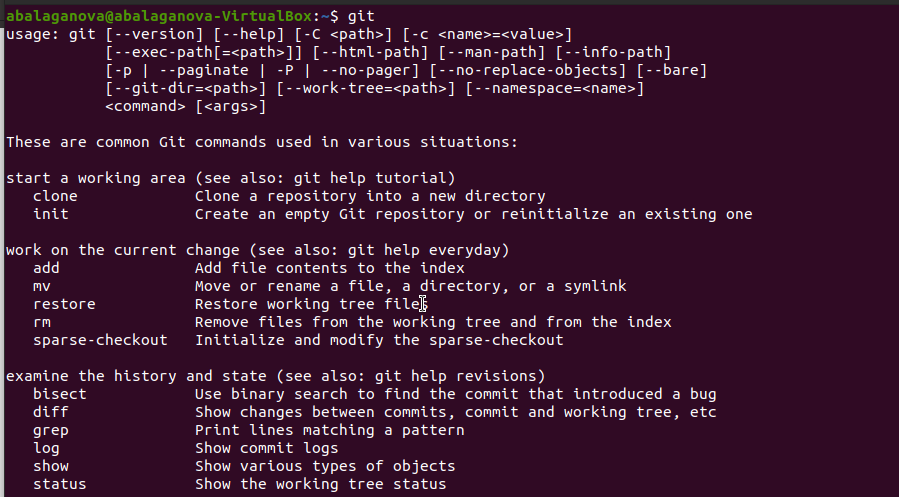 abalaganova@abalaganova-VirtualBox:~$ git
usage: git [--version] [--help] [-C <path>] [-c <name>=<value>]
           [--exec-path[=<path>]] [--html-path] [--man-path] [--info-path]
           [-p | --paginate | -P | --no-pager] [--no-replace-objects] [--bare]
           [--git-dir=<path>] [--work-tree=<path>] [--namespace=<name>]
           <command> [<args>]

These are common Git commands used in various situations:

start a working area (see also: git help tutorial)
   clone             Clone a repository into a new directory
   init              Create an empty Git repository or reinitialize an existing one

work on the current change (see also: git help everyday)
   add               Add file contents to the index
   mv                Move or rename a file, a directory, or a symlink
   restore           Restore working tree files
   rm                Remove files from the working tree and from the index
   sparse-checkout   Initialize and modify the sparse-checkout

examine the history and state (see also: git help revisions)
   bisect            Use binary search to find the commit that introduced a bug
   diff              Show changes between commits, commit and working tree, etc
   grep              Print lines matching a pattern
   log               Show commit logs
   show              Show various types of objects
   status            Show the working tree status